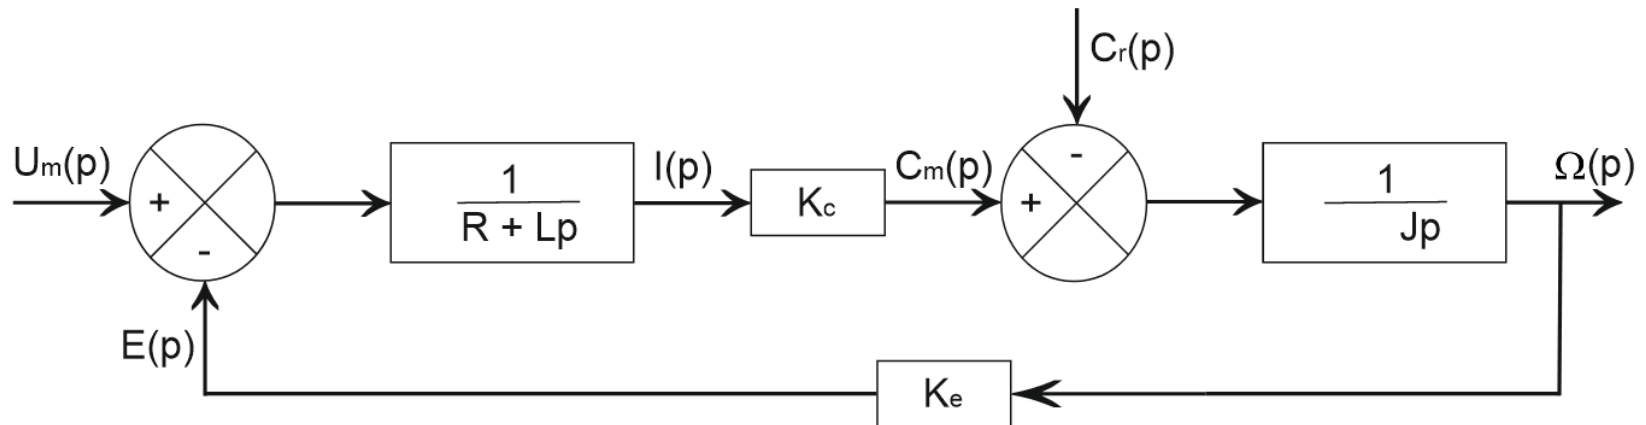 Cr(p)
Um(p)
+
-
1
R + Lp
I(p)
Kc
Cm(p)
-
+
1
Jp
Ω(p)
E(p)
Ke